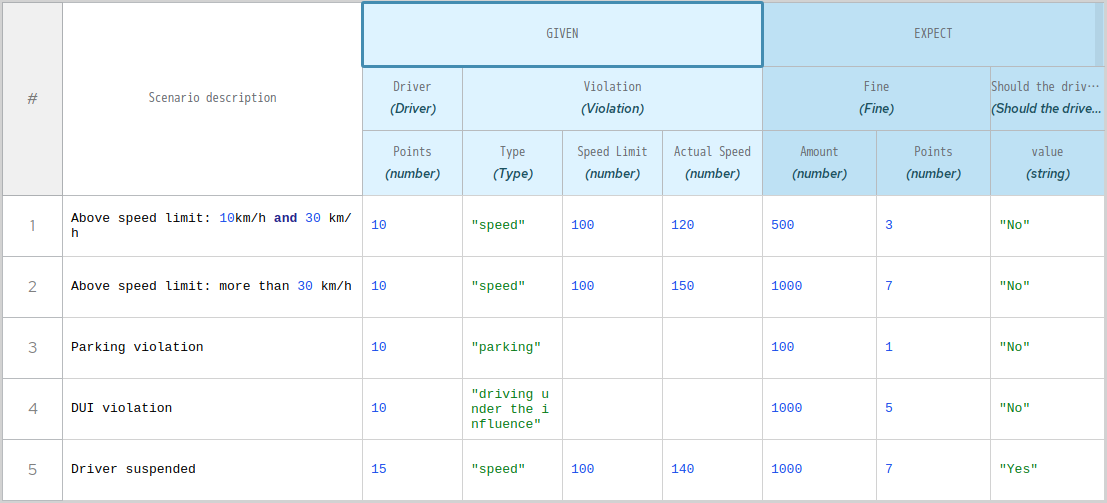 GIVEN EXPECT
# Scenario description
Driver Violation Fine Should the driv…
(Driver) (Violation) (Fine) (Should the drive...
Points Type Speed Limit Actual Speed Amount Points value
(number) (Type) (number) (number) (number) (number) (string)
1 Above speed limit: 10km/h and 30 km/
h 10 "speed" 100 120 500 3 "No"
2 Above speed limit: more than 30 km/h 10 "speed" 100 150 1000 7 "No"
3 Parking violation 10 "parking" 100 1 "No"
4 DUI violation 10 "driving u
nder the i
nfluence" 1000 5 "No"
5 Driver suspended 15 "speed" 100 140 1000 7 "Yes"